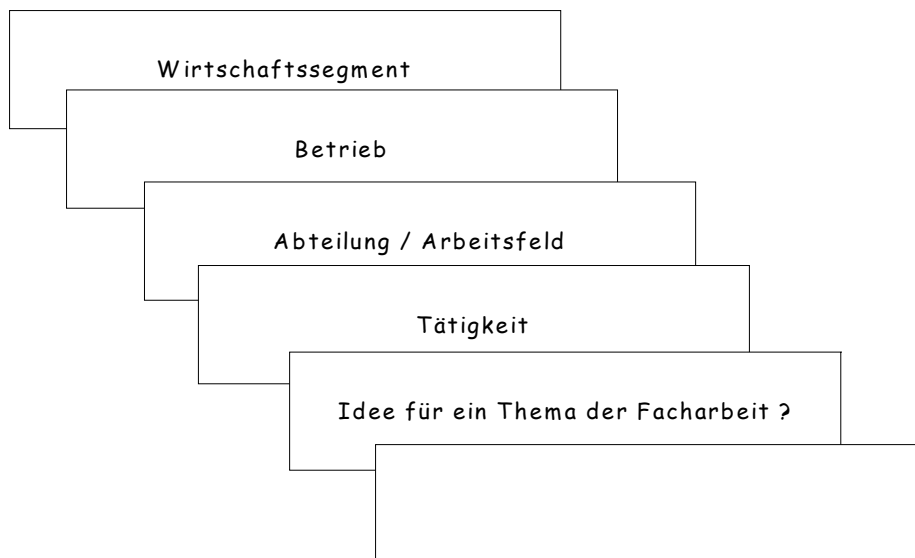 Wirtschaftssegment
Betrieb
Abteilung / Arbeitsfeld
Tätigkeit
Idee für ein Thema der Facharbeit ?